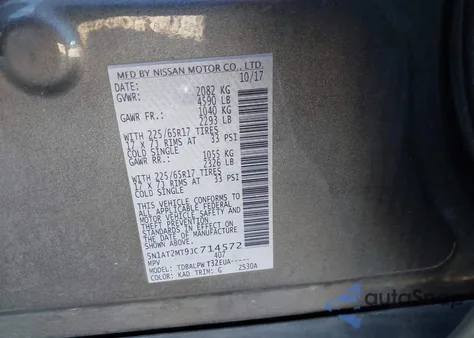 MFD BY NISSAN MOTOR CO., LTD.
DATE: 10/17
GVWR: 2082 KG
4590 LB
GAWR FR.: 1040 KG
2293 LB
WITH 225/65R17 TIRES
17 x 7J RIMS AT 33 PSI
COLD SINGLE
GAWR RR.: 1055 KG
2326 LB
WITH 225/65R17 TIRES
17 x 7J RIMS AT 33 PSI
COLD SINGLE
THIS VEHICLE CONFORMS TO ALL
APPLICABLE FEDERAL MOTOR
VEHICLE SAFETY AND THEFT
PREVENTION STANDARDS IN
EFFECT ON THE DATE OF
MANUFACTURE SHOWN ABOVE.
5N1AT2MT9JC714572
MPV 407
MODEL: TDBALPW T32EUA-----
COLOR: KAD TRIM: G 2530A
autoSnap